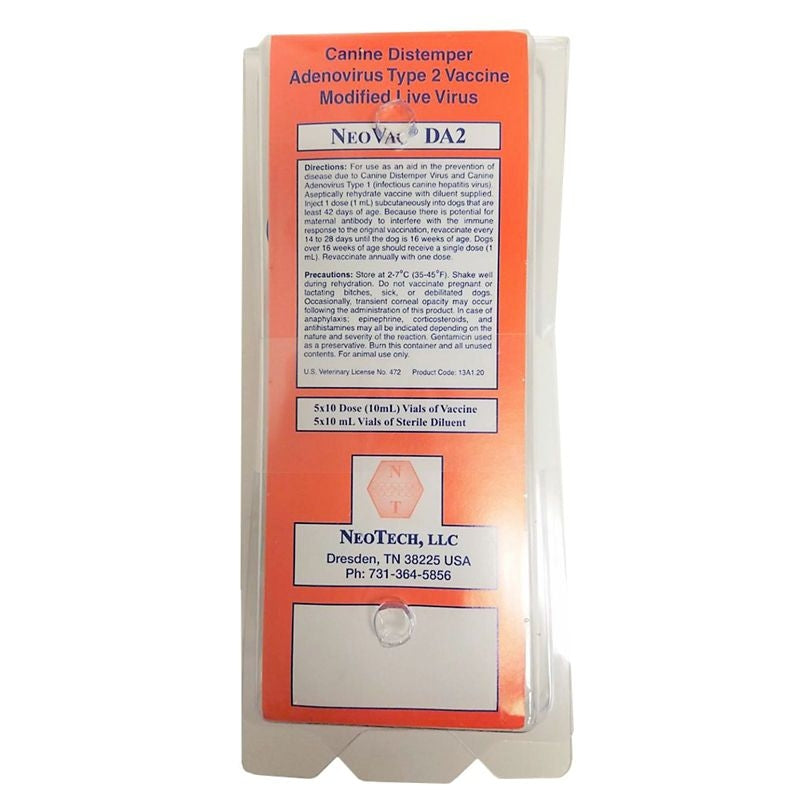 Canine Distemper
Adenovirus Type 2 Vaccine
Modified Live Virus
NEOVAC® DA2
Directions: For use as an aid in the prevention of
disease due to Canine Distemper Virus and Canine
Adenovirus Type 1 (infectious canine hepatitis virus).
Aseptically rehydrate vaccine with diluent supplied.
Inject 1 dose (1 mL) subcutaneously into dogs that are
least 42 days of age. Because there is potential for
maternal antibody to interfere with the immune
response to the original vaccination, revaccinate every
14 to 28 days until the dog is 16 weeks of age. Dogs
over 16 weeks of age should receive a single dose (1
mL). Revaccinate annually with one dose.
Precautions: Store at 2-7°C (35-45°F). Shake well
during rehydration. Do not vaccinate pregnant or
lactating bitches, sick, or debilitated dogs.
Occasionally, transient corneal opacity may occur
following the administration of this product. In case of
anaphylaxis: epinephrine, corticosteroids, and
antihistamines may all be indicated depending on the
nature and severity of the reaction. Gentamicin used
as a preservative. Burn this container and all unused
contents. For animal use only.
U.S. Veterinary License No. 472 Product Code: 13A1.20
5x10 Dose (10mL) Vials of Vaccine
5x10 mL Vials of Sterile Diluent
N
T
NEOTECH, LLC
Dresden, TN 38225 USA
Ph: 731-364-5856